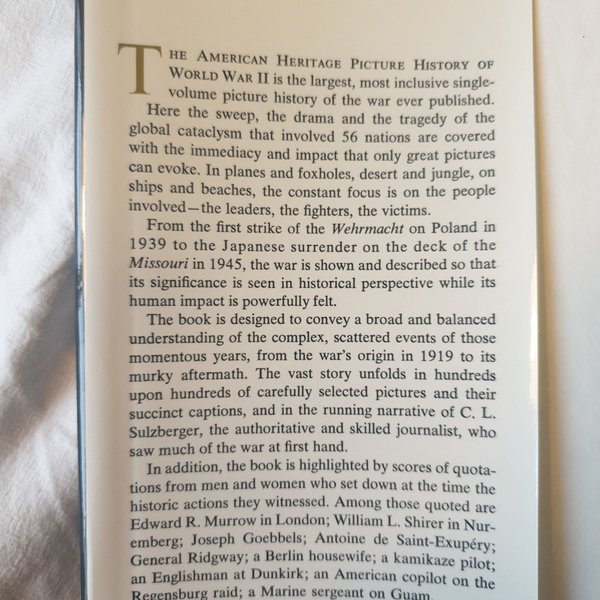 THE AMERICAN HERITAGE PICTURE HISTORY OF
WORLD WAR II is the largest, most inclusive single-
volume picture history of the war ever published.
Here the sweep, the drama and the tragedy of the
global cataclysm that involved 56 nations are covered
with the immediacy and impact that only great pictures
can evoke. In planes and foxholes, desert and jungle, on
ships and beaches, the constant focus is on the people
involved—the leaders, the fighters, the victims.
From the first strike of the Wehrmacht on Poland in
1939 to the Japanese surrender on the deck of the
Missouri in 1945, the war is shown and described so that
its significance is seen in historical perspective while its
human impact is powerfully felt.
The book is designed to convey a broad and balanced
understanding of the complex, scattered events of those
momentous years, from the war's origin in 1919 to its
murky aftermath. The vast story unfolds in hundreds
upon hundreds of carefully selected pictures and their
succinct captions, and in the running narrative of C. L.
Sulzberger, the authoritative and skilled journalist, who
saw much of the war at first hand.
In addition, the book is highlighted by scores of quota-
tions from men and women who set down at the time the
historic actions they witnessed. Among those quoted are
Edward R. Murrow in London; William L. Shirer in Nur-
emberg; Joseph Goebbels; Antoine de Saint-Exupéry;
General Ridgway; a Berlin housewife; a kamikaze pilot;
an Englishman at Dunkirk; an American copilot on the
Regensburg raid; a Marine sergeant on Guam.